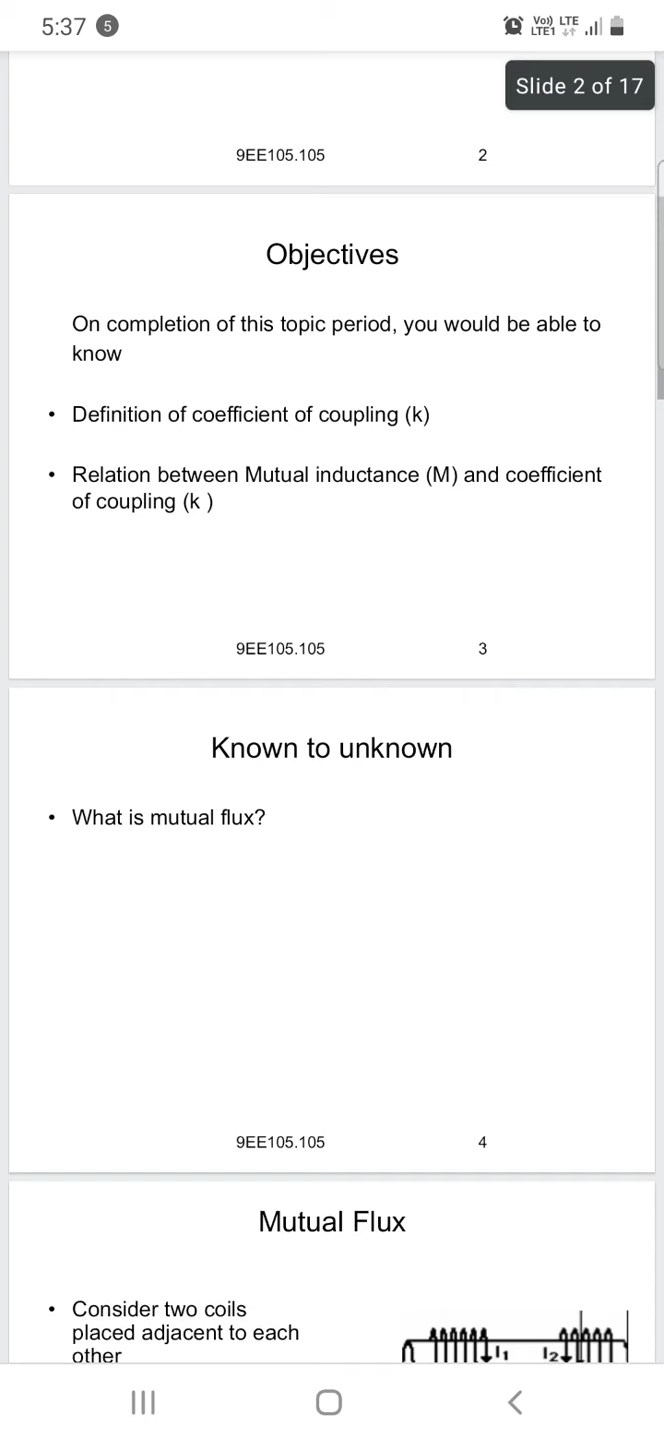 5:37 5 Vo)) LTE
LTE1
Slide 2 of 17
9EE105.105 2
Objectives
On completion of this topic period, you would be able to
know
• Definition of coefficient of coupling (k)
• Relation between Mutual inductance (M) and coefficient
of coupling (k )
9EE105.105 3
Known to unknown
• What is mutual flux?
9EE105.105 4
Mutual Flux
• Consider two coils
placed adjacent to each
other
I1 I2